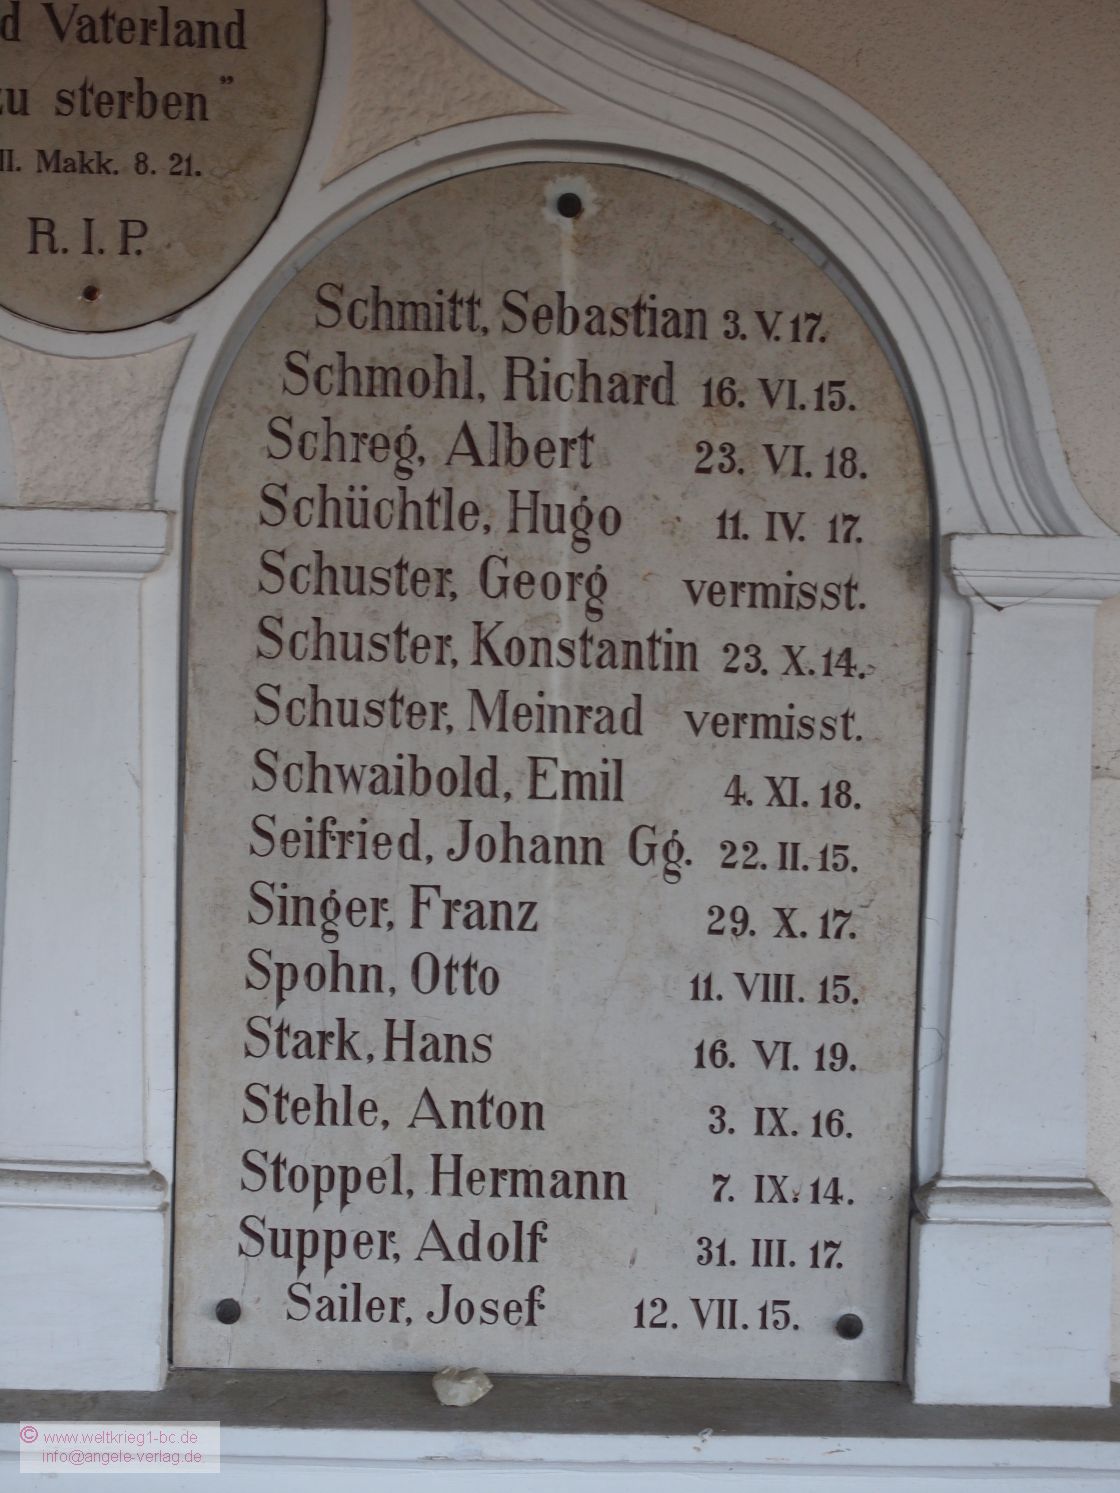 d Vaterland
zu sterben"
II. Makk. 8. 21.
R. I. P.
Schmitt, Sebastian 3. V. 17.
Schmohl, Richard 16. VI. 15.
Schreg, Albert 23. VI. 18.
Schüchtle, Hugo 11. IV. 17.
Schuster, Georg vermisst.
Schuster, Konstantin 23. X. 14.
Schuster, Meinrad vermisst.
Schwaibold, Emil 4. XI. 18.
Seifried, Johann Gg. 22. II. 15.
Singer, Franz 29. X. 17.
Spohn, Otto 11. VIII. 15.
Stark, Hans 16. VI. 19.
Stehle, Anton 3. IX. 16.
Stoppel, Hermann 7. IX. 14.
Supper, Adolf 31. III. 17.
Sailer, Josef 12. VII. 15.
© www.weltkrieg1-bc.de
info@angele-verlag.de